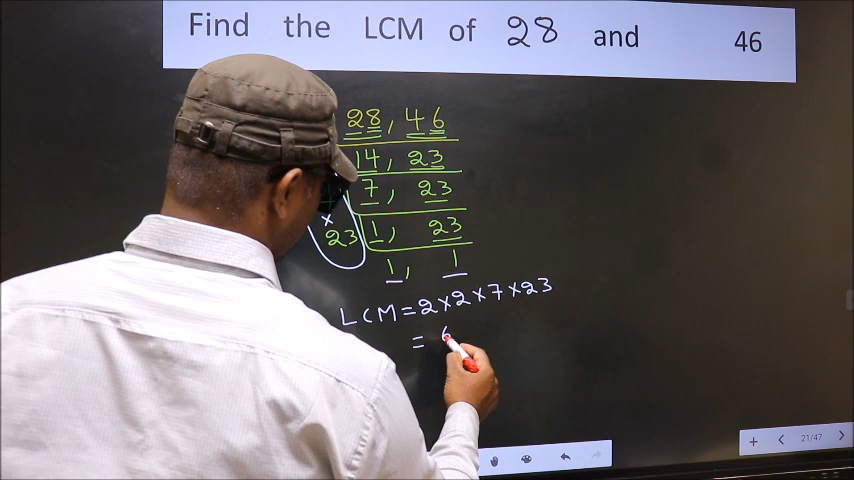 Find the LCM of 28 and 46
28, 46
14, 23
7, 23
×
23 1, 23
1, 1
LCM = 2 × 2 × 7 × 23
= 6
21/47